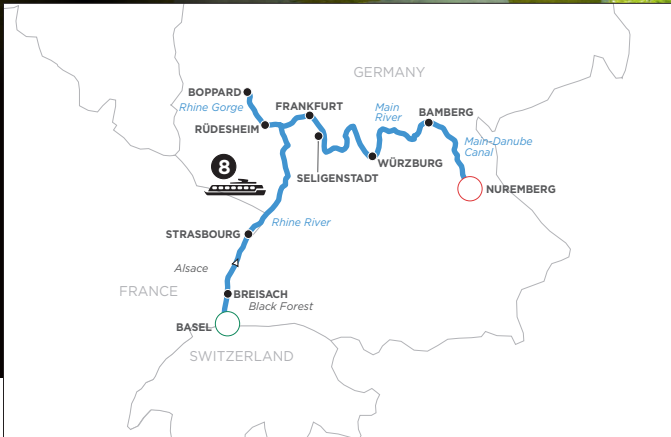 GERMANY
BOPPARD
Rhine Gorge
FRANKFURT
Main
River
BAMBERG
RÜDESHEIM
Main-Danube
Canal
8
WÜRZBURG
SELIGENSTADT
NUREMBERG
Rhine River
STRASBOURG
Alsace
FRANCE
BREISACH
Black Forest
BASEL
SWITZERLAND